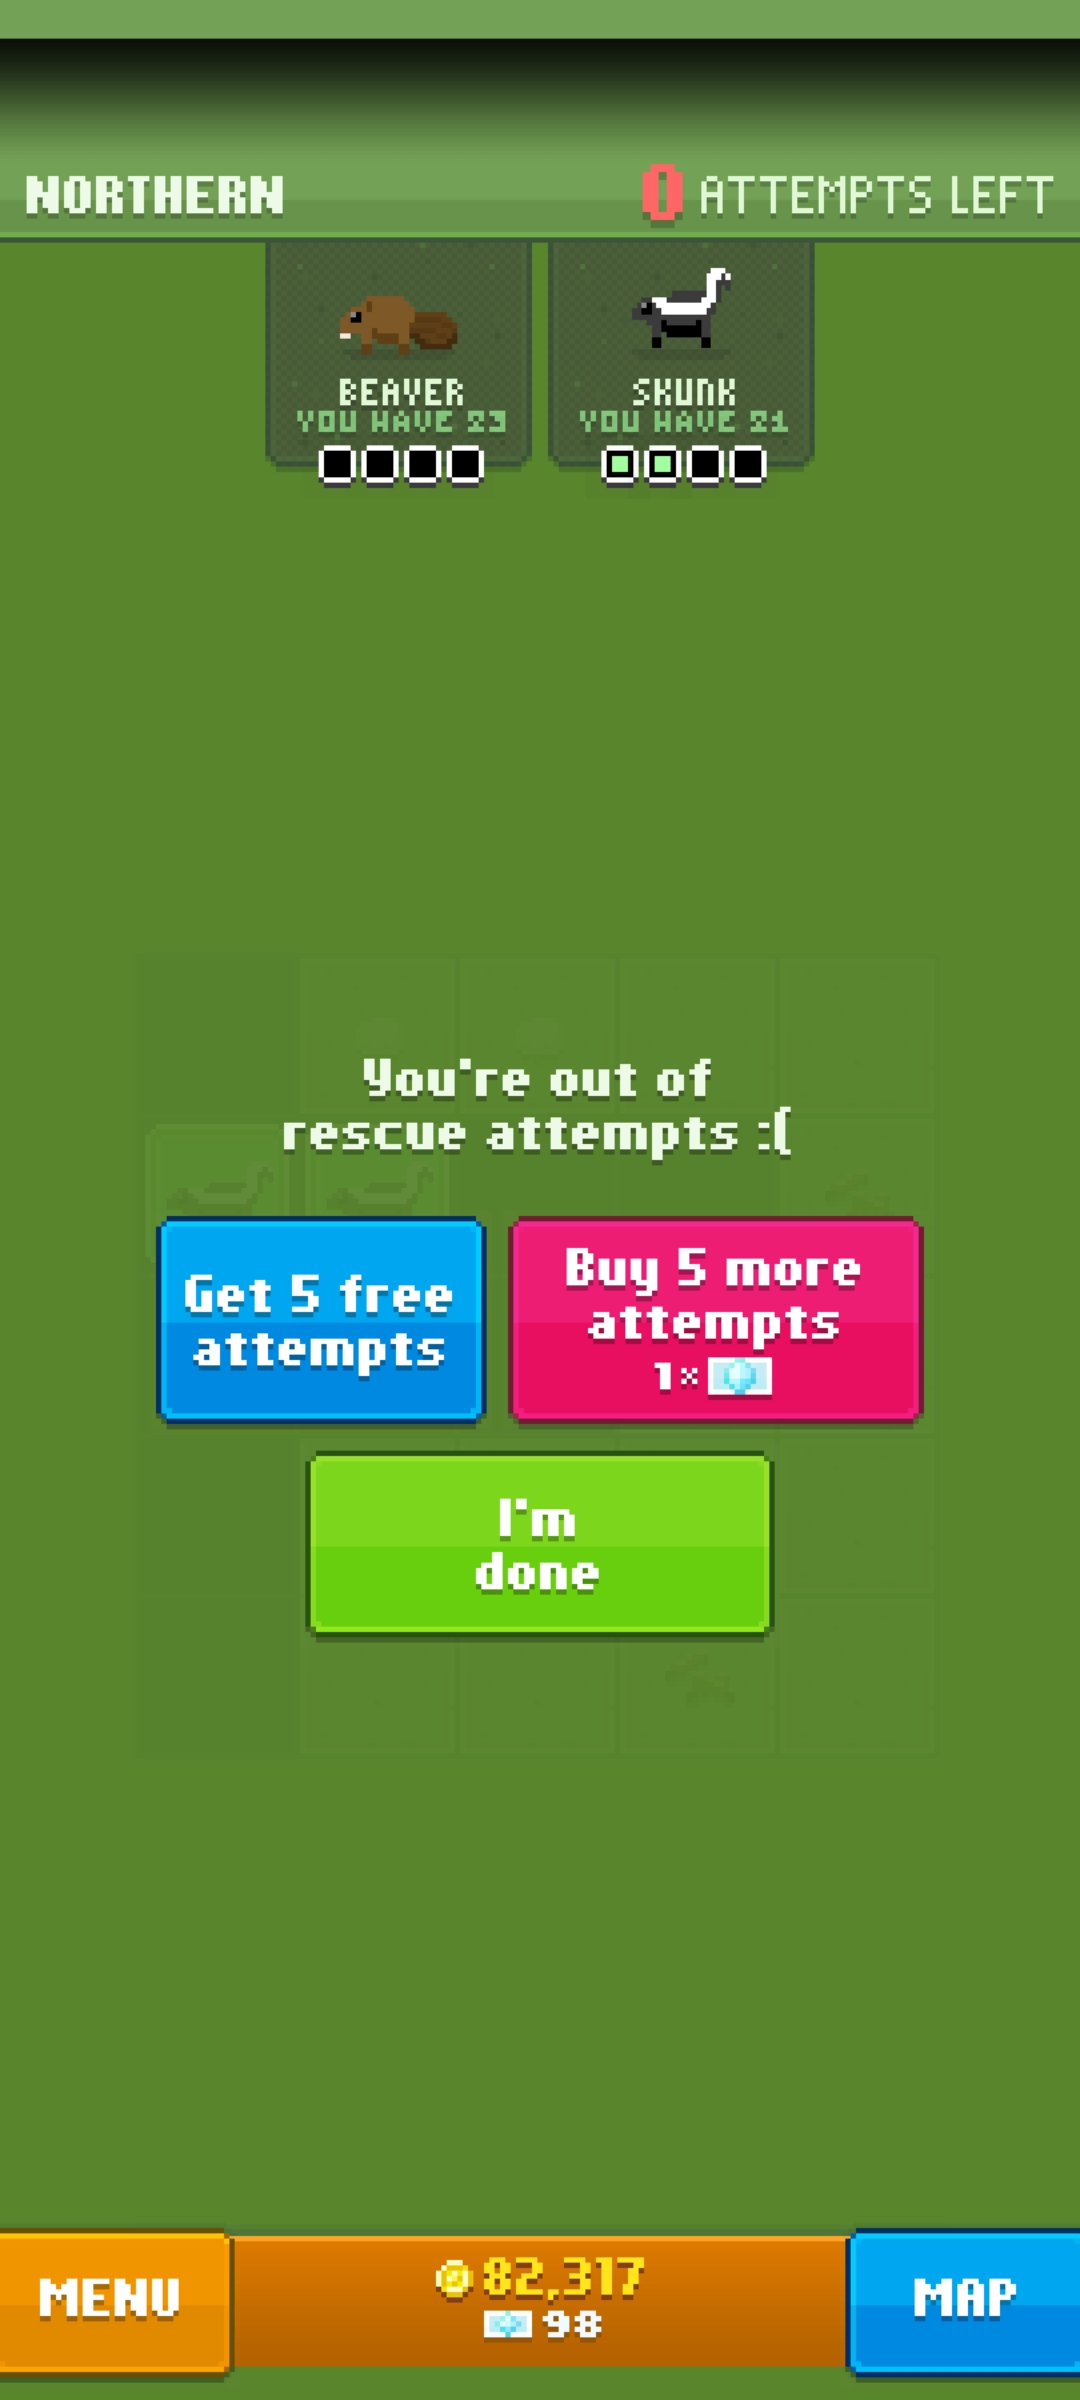 NORTHERN
0 ATTEMPTS LEFT
BEAVER
YOU HAVE 23
SKUNK
YOU HAVE 21
You're out of
rescue attempts :(
Get 5 free
attempts
Buy 5 more
attempts
1×
I'm
done
MENU
82,317
98
MAP